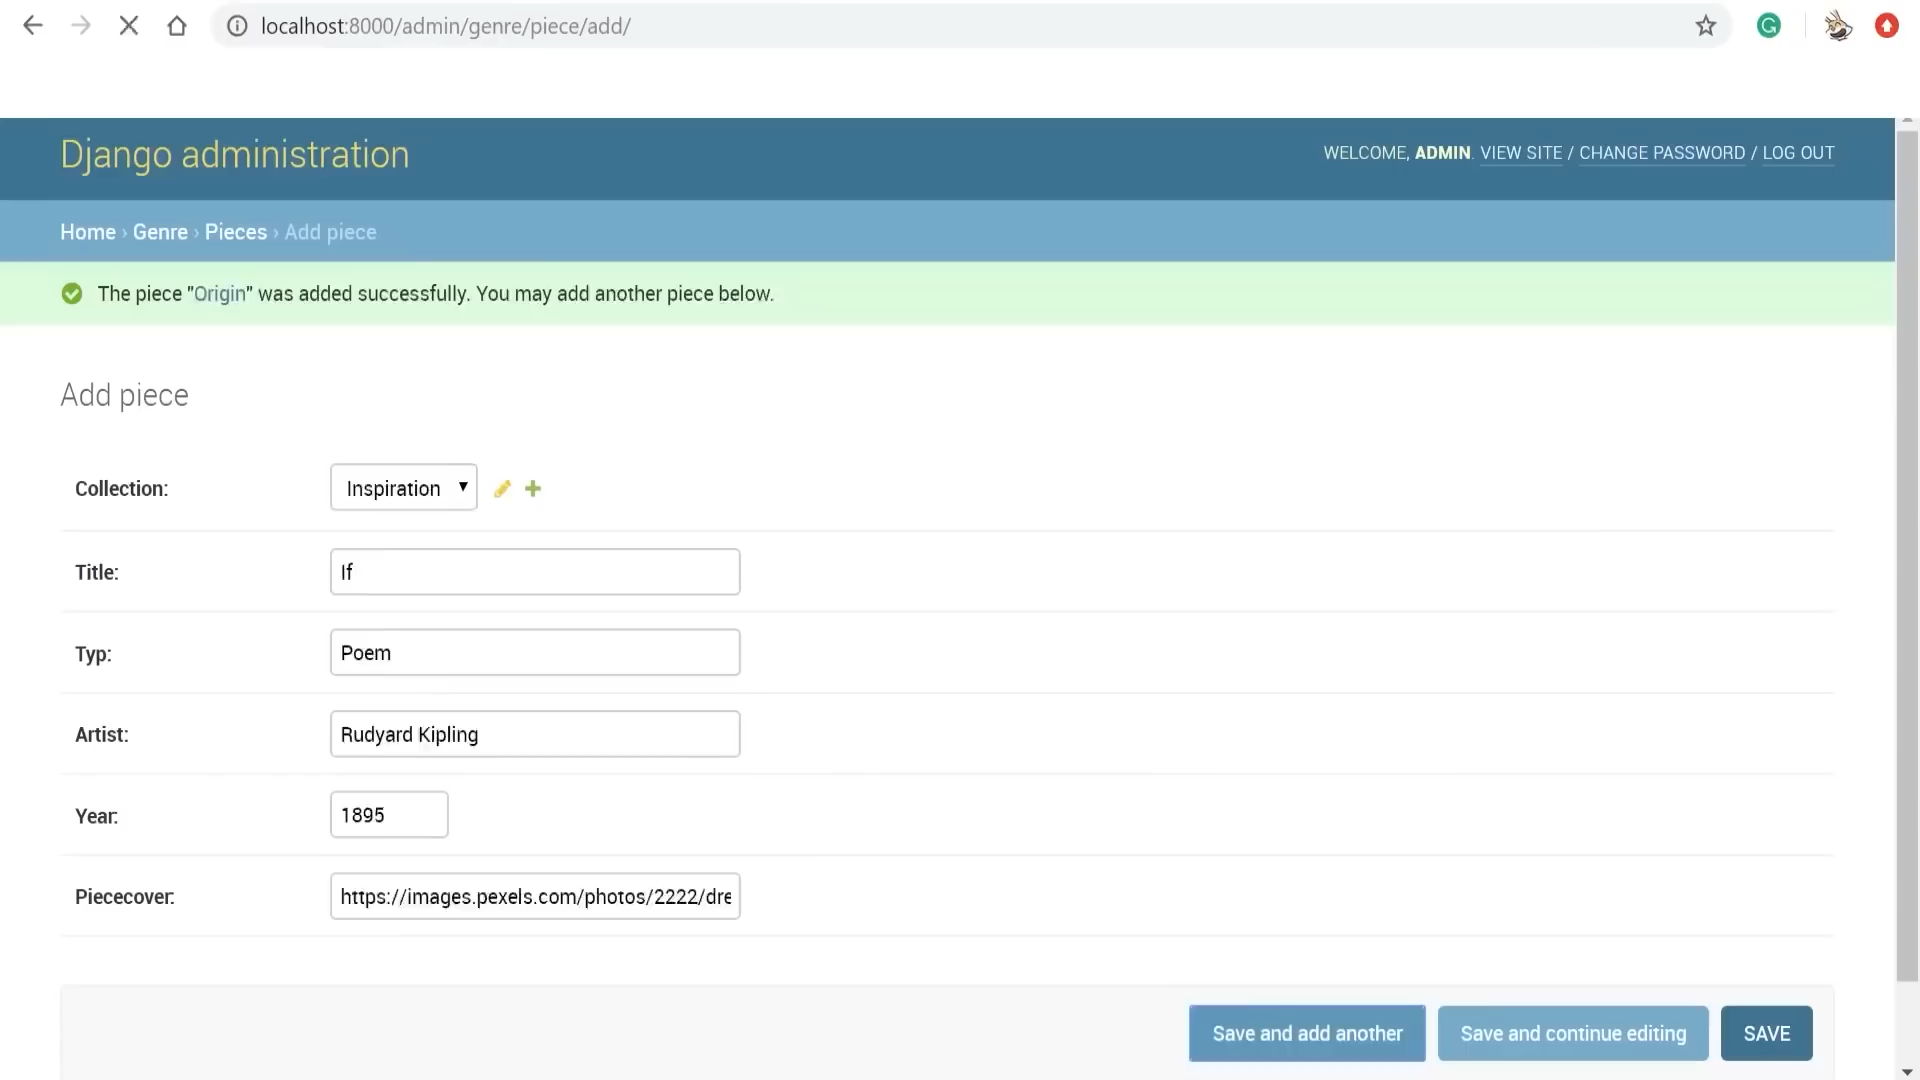 localhost:8000/admin/genre/piece/add/
Django administration
WELCOME, ADMIN. VIEW SITE / CHANGE PASSWORD / LOG OUT
Home › Genre › Pieces › Add piece
The piece "Origin" was added successfully. You may add another piece below.
Add piece
Collection: Inspiration
Title: If
Typ: Poem
Artist: Rudyard Kipling
Year: 1895
Piececover: https://images.pexels.com/photos/2222/dre
Save and add another Save and continue editing SAVE